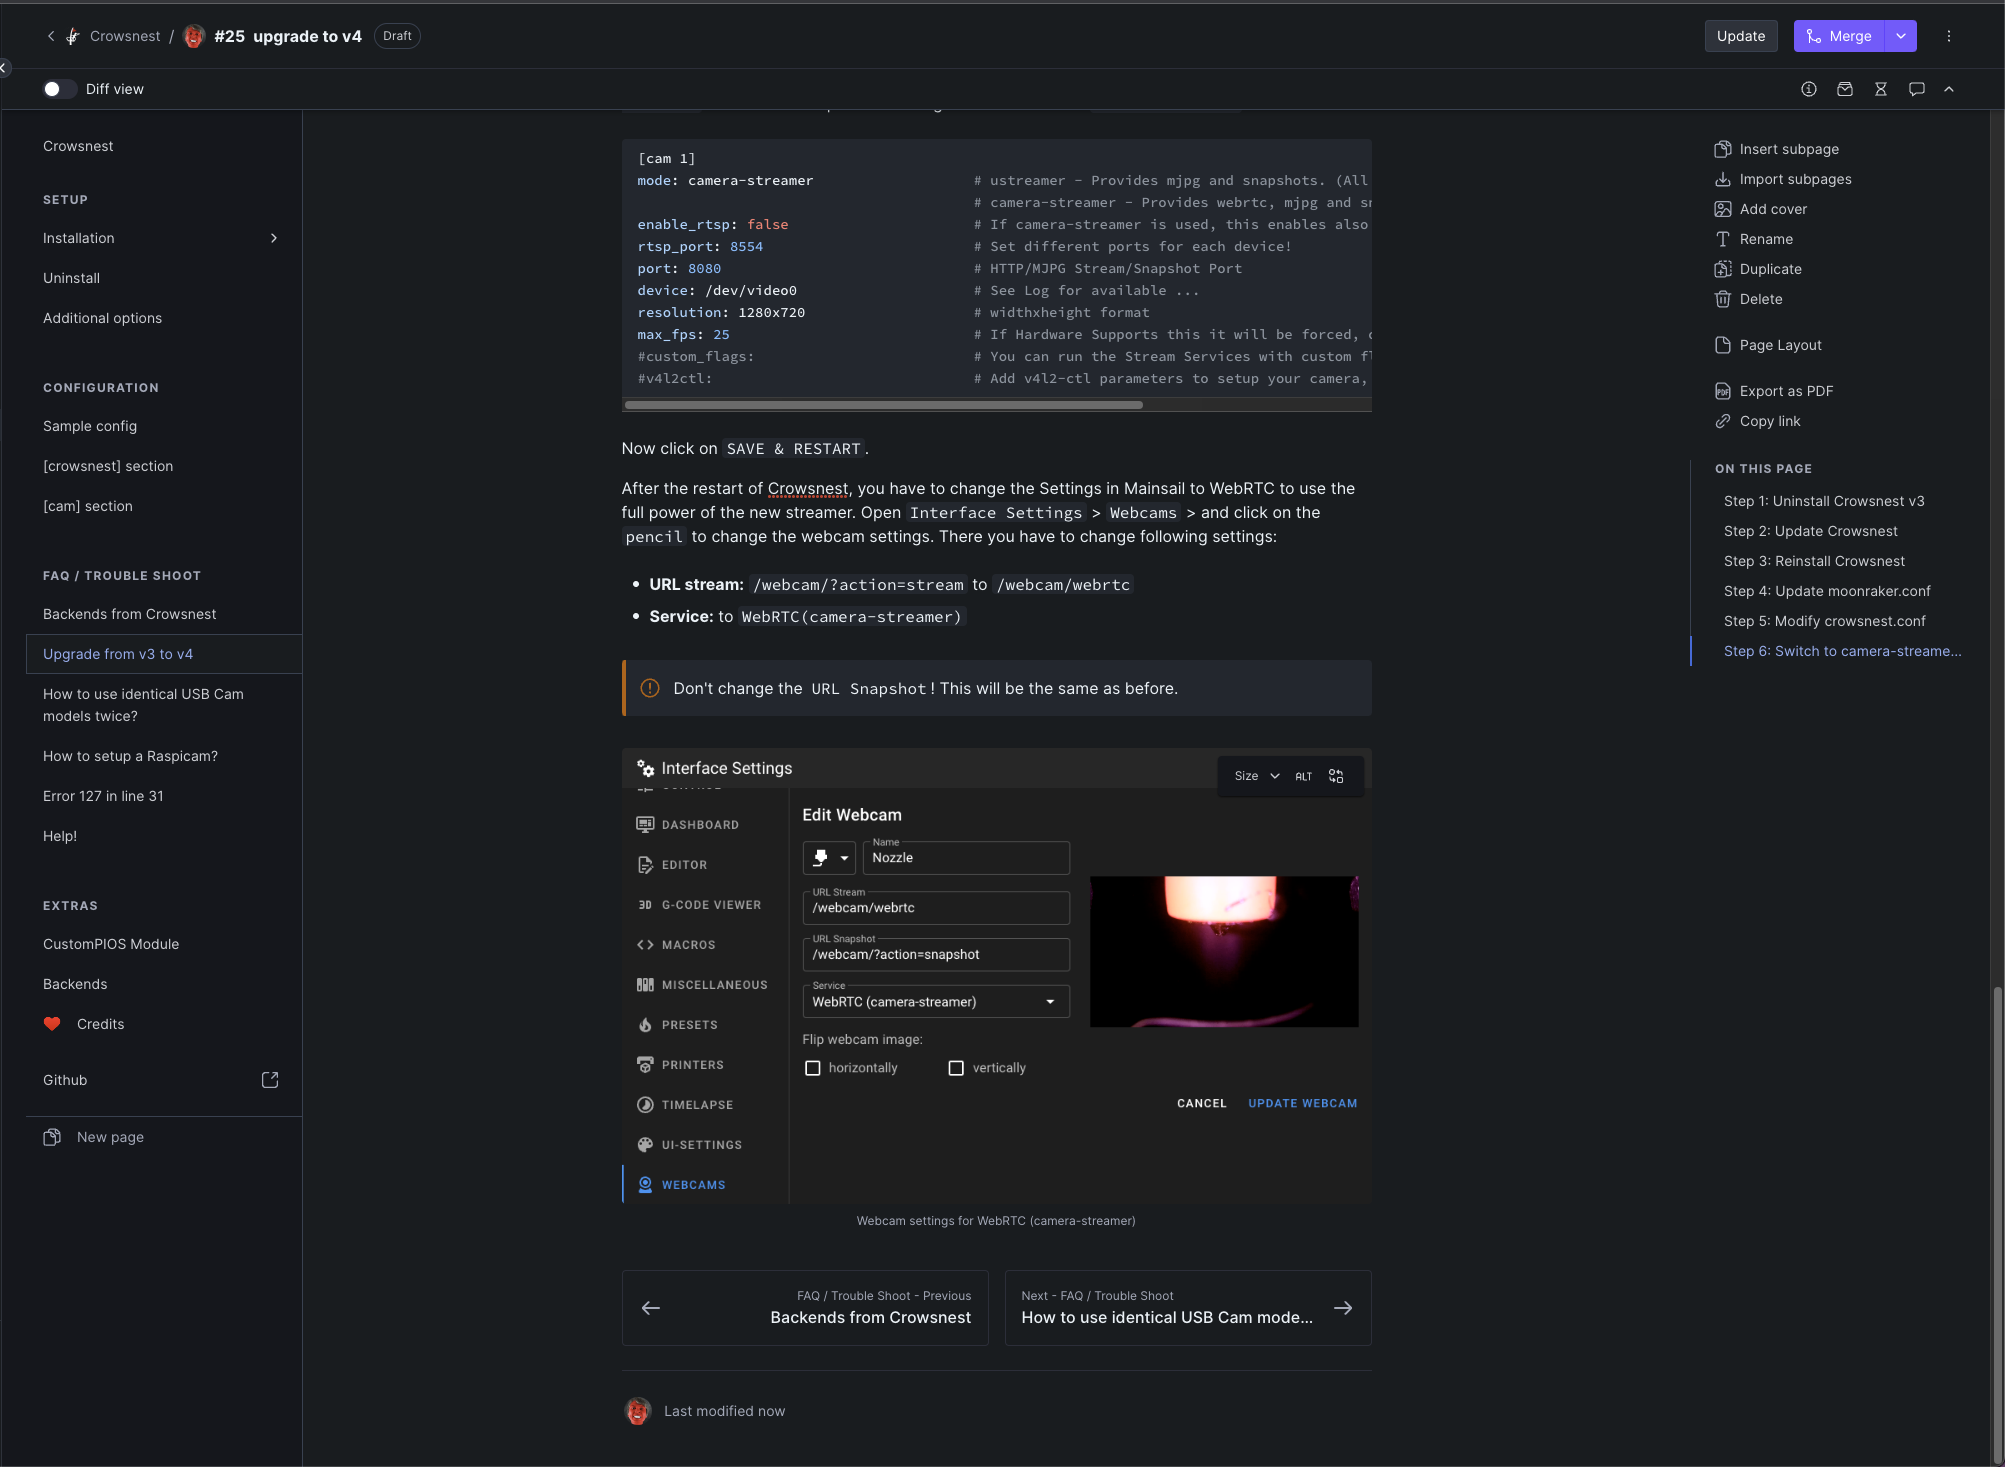 Crowsnest / #25 upgrade to v4 Draft
Update Merge
Diff view
Crowsnest
SETUP
Installation
Uninstall
Additional options
CONFIGURATION
Sample config
[crowsnest] section
[cam] section
FAQ / TROUBLE SHOOT
Backends from Crowsnest
Upgrade from v3 to v4
How to use identical USB Cam
models twice?
How to setup a Raspicam?
Error 127 in line 31
Help!
EXTRAS
CustomPIOS Module
Backends
Credits
Github
New page
[cam 1]
mode: camera-streamer # ustreamer - Provides mjpg and snapshots. (All
# camera-streamer - Provides webrtc, mjpg and
enable_rtsp: false # If camera-streamer is used, this enables also
rtsp_port: 8554 # Set different ports for each device!
port: 8080 # HTTP/MJPG Stream/Snapshot Port
device: /dev/video0 # See Log for available ...
resolution: 1280x720 # widthxheight format
max_fps: 25 # If Hardware Supports this it will be forced,
#custom_flags: # You can run the Stream Services with custom
#v4l2ctl: # Add v4l2-ctl parameters to setup your camera,
Now click on SAVE & RESTART.
After the restart of Crowsnest, you have to change the Settings in Mainsail to WebRTC to use the
full power of the new streamer. Open Interface Settings > Webcams > and click on the
pencil to change the webcam settings. There you have to change following settings:
• URL stream: /webcam/?action=stream to /webcam/webrtc
• Service: to WebRTC(camera-streamer)
Don't change the URL Snapshot! This will be the same as before.
Interface Settings
Size ALT
DASHBOARD
EDITOR
3D G-CODE VIEWER
MACROS
MISCELLANEOUS
PRESETS
PRINTERS
TIMELAPSE
UI-SETTINGS
WEBCAMS
Edit Webcam
Name
Nozzle
URL Stream
/webcam/webrtc
URL Snapshot
/webcam/?action=snapshot
Service
WebRTC (camera-streamer)
Flip webcam image:
horizontally vertically
CANCEL UPDATE WEBCAM
Webcam settings for WebRTC (camera-streamer)
FAQ / Trouble Shoot - Previous
Backends from Crowsnest
Next - FAQ / Trouble Shoot
How to use identical USB Cam mode...
Last modified now
Insert subpage
Import subpages
Add cover
Rename
Duplicate
Delete
Page Layout
PDF Export as PDF
Copy link
ON THIS PAGE
Step 1: Uninstall Crowsnest v3
Step 2: Update Crowsnest
Step 3: Reinstall Crowsnest
Step 4: Update moonraker.conf
Step 5: Modify crowsnest.conf
Step 6: Switch to camera-streame...